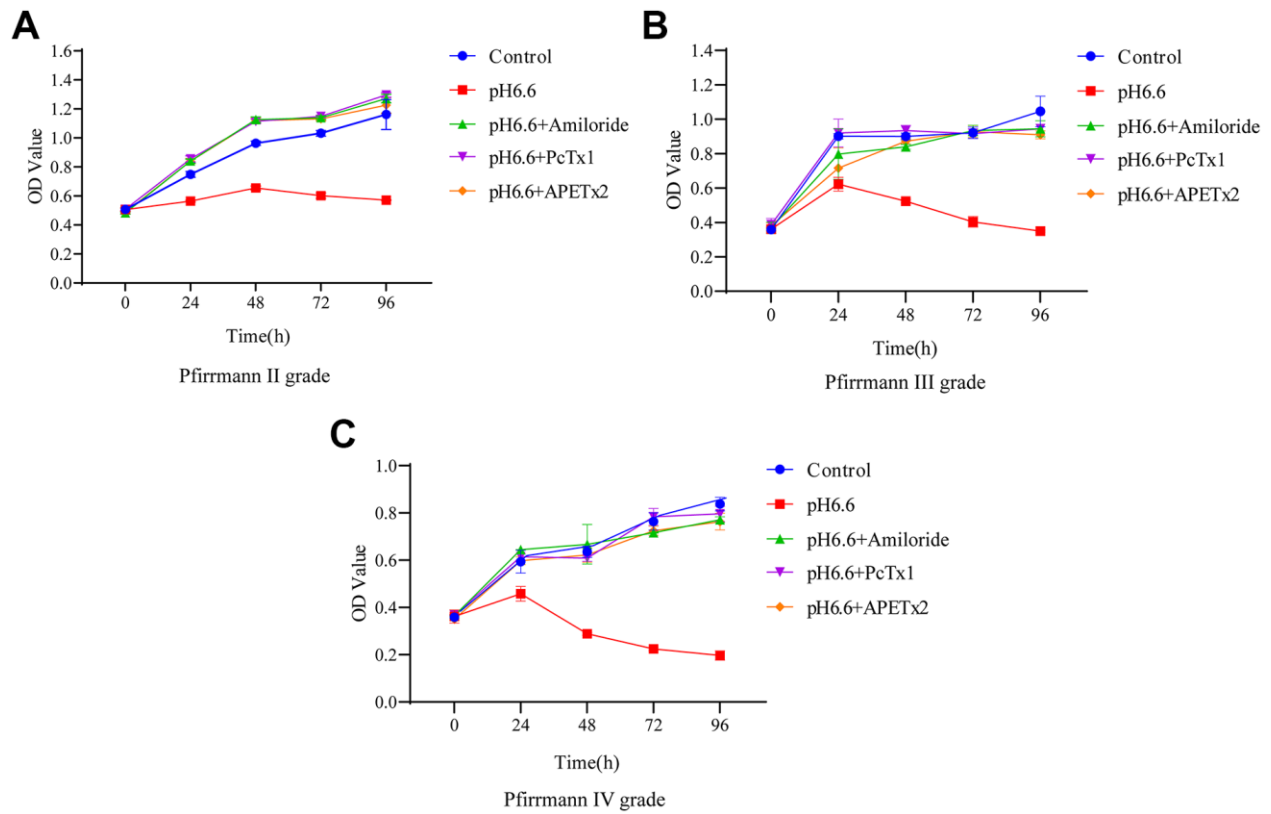 A
1.6
1.4
1.2
1.0
0.8
0.6
0.4
0.2
0.0
OD Value
0 24 48 72 96
Time(h)
Pfirrmann II grade
Control
pH6.6
pH6.6+Amiloride
pH6.6+PcTx1
pH6.6+APETx2
B
1.4
1.2
1.0
0.8
0.6
0.4
0.2
0.0
OD Value
0 24 48 72 96
Time(h)
Pfirrmann III grade
Control
pH6.6
pH6.6+Amiloride
pH6.6+PcTx1
pH6.6+APETx2
C
1.0
0.8
0.6
0.4
0.2
0.0
OD Value
0 24 48 72 96
Time(h)
Pfirrmann IV grade
Control
pH6.6
pH6.6+Amiloride
pH6.6+PcTx1
pH6.6+APETx2